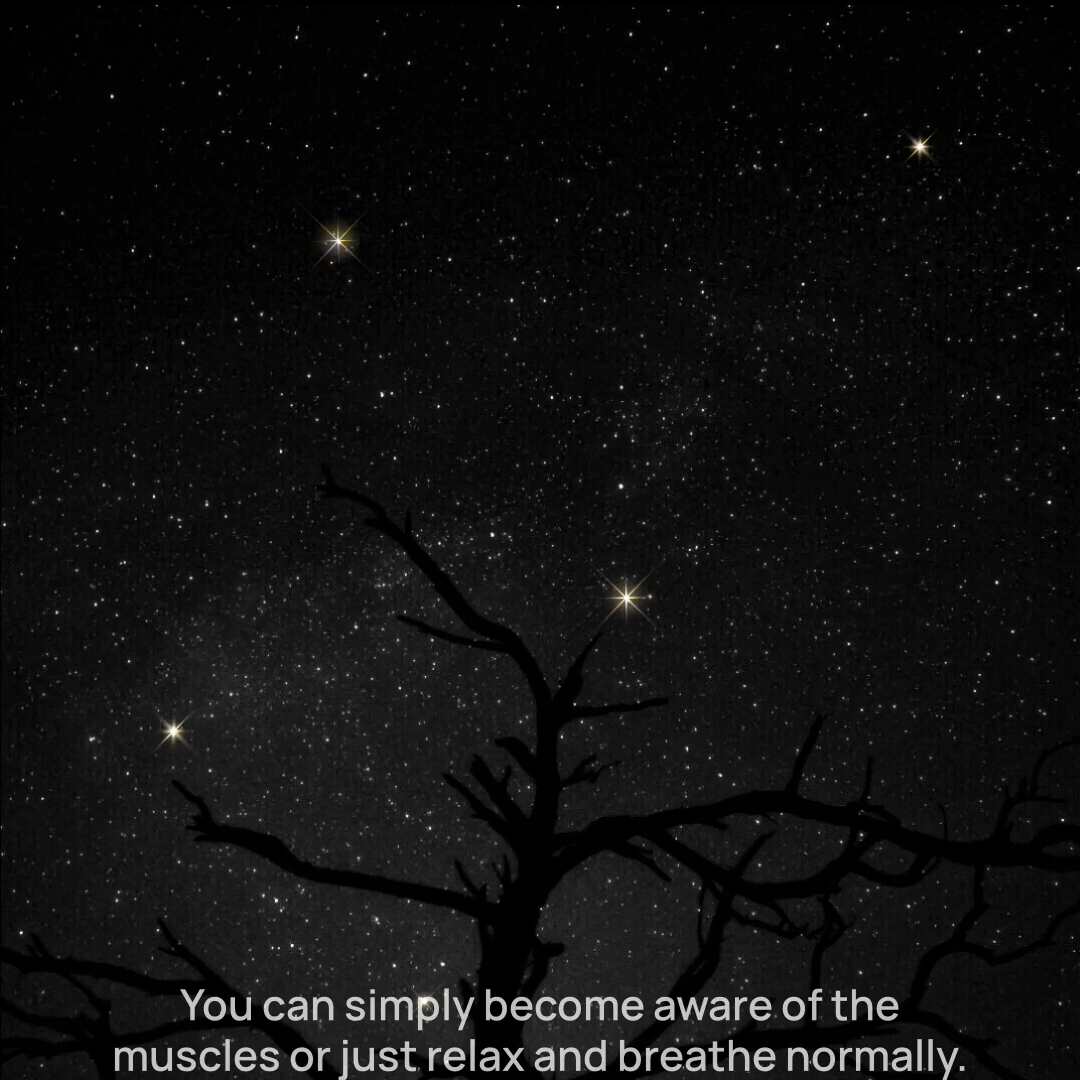 You can simply become aware of the
muscles or just relax and breathe normally.